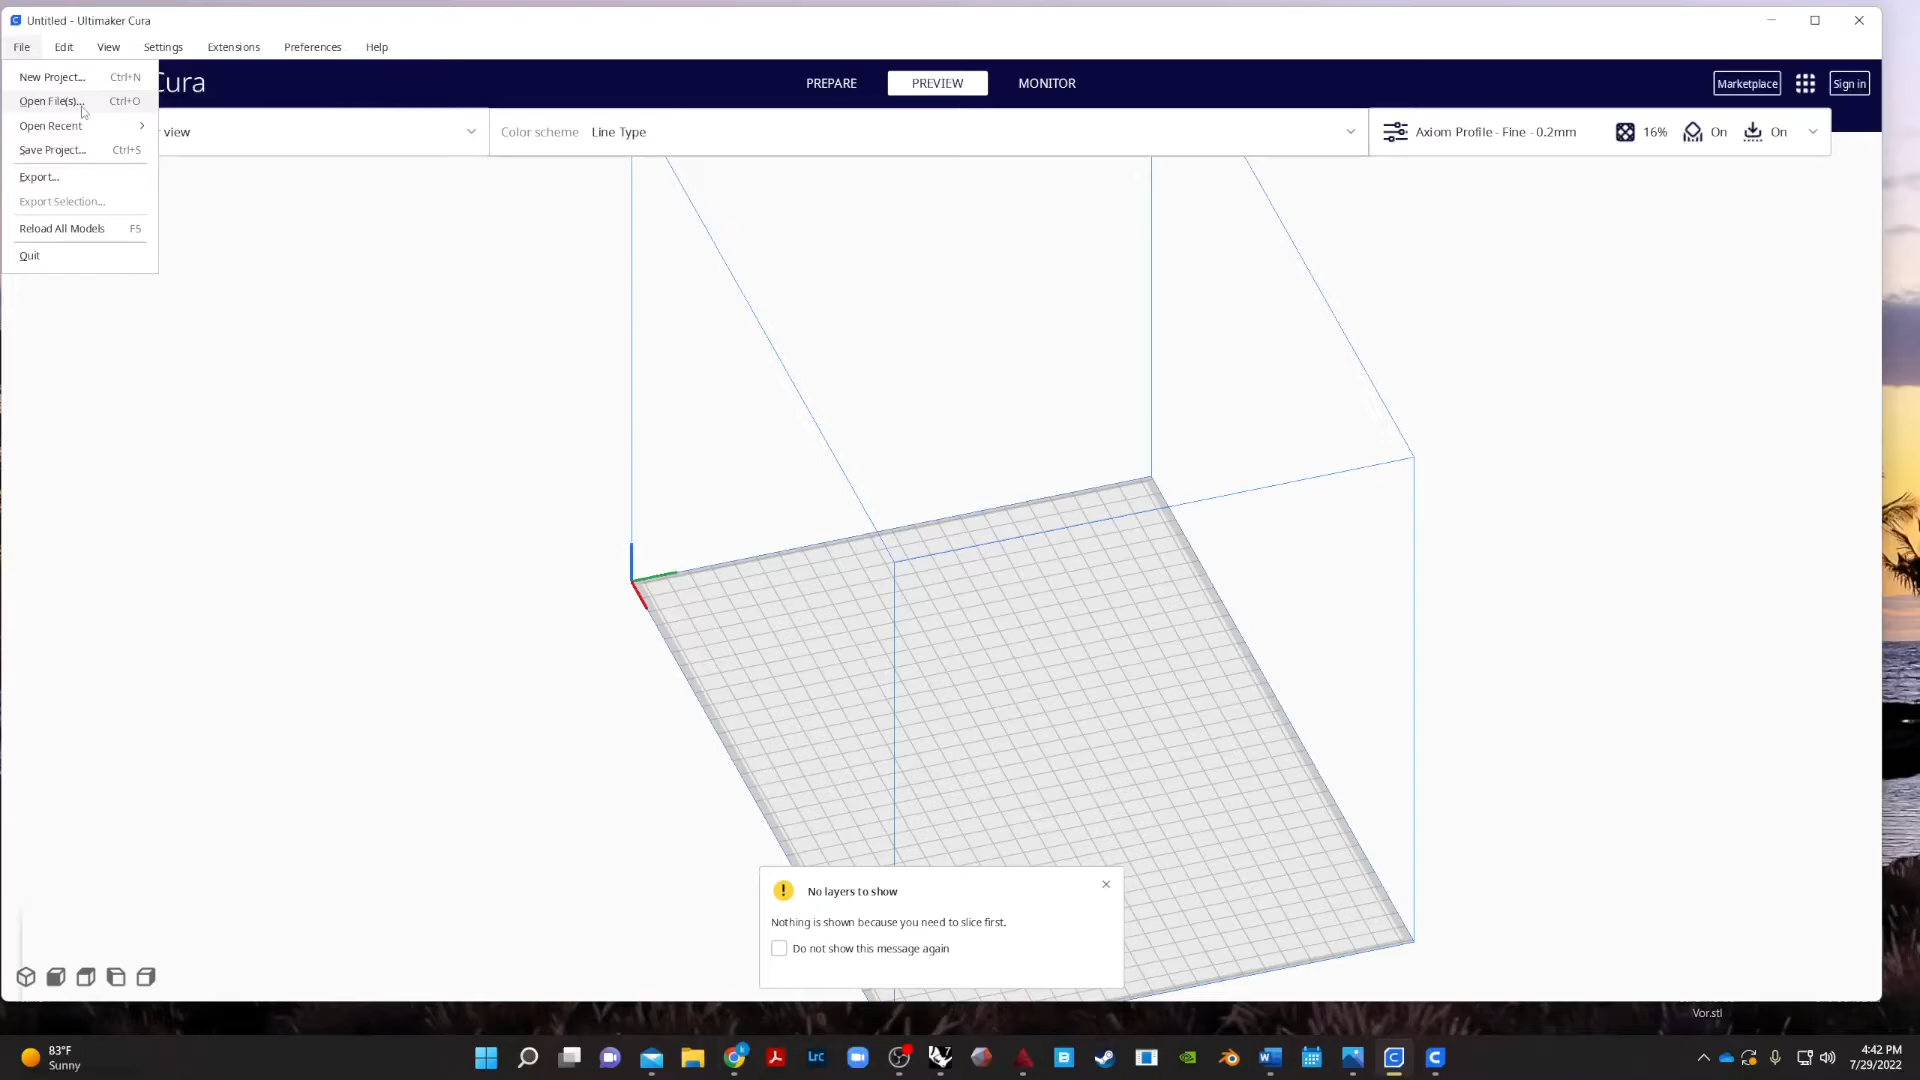 Untitled - Ultimaker Cura
File Edit View Settings Extensions Preferences Help
New Project... Ctrl+N
Open File(s)... Ctrl+O
Open Recent
Save Project... Ctrl+S
Export...
Export Selection...
Reload All Models F5
Quit
Cura
PREPARE PREVIEW MONITOR
Marketplace Sign in
view
Color scheme Line Type
Axiom Profile - Fine - 0.2mm 16% On On
No layers to show
Nothing is shown because you need to slice first.
Do not show this message again
Vor.stl
83°F
Sunny
Lrc
4:42 PM
7/29/2022